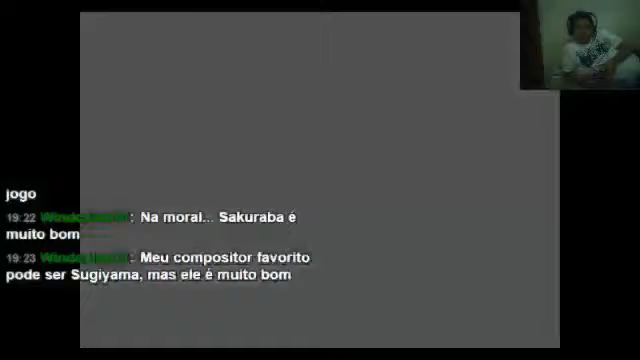 jogo
19:22 : Na moral... Sakuraba é
muito bom
19:23 : Meu compositor favorito
pode ser Sugiyama, mas ele é muito bom